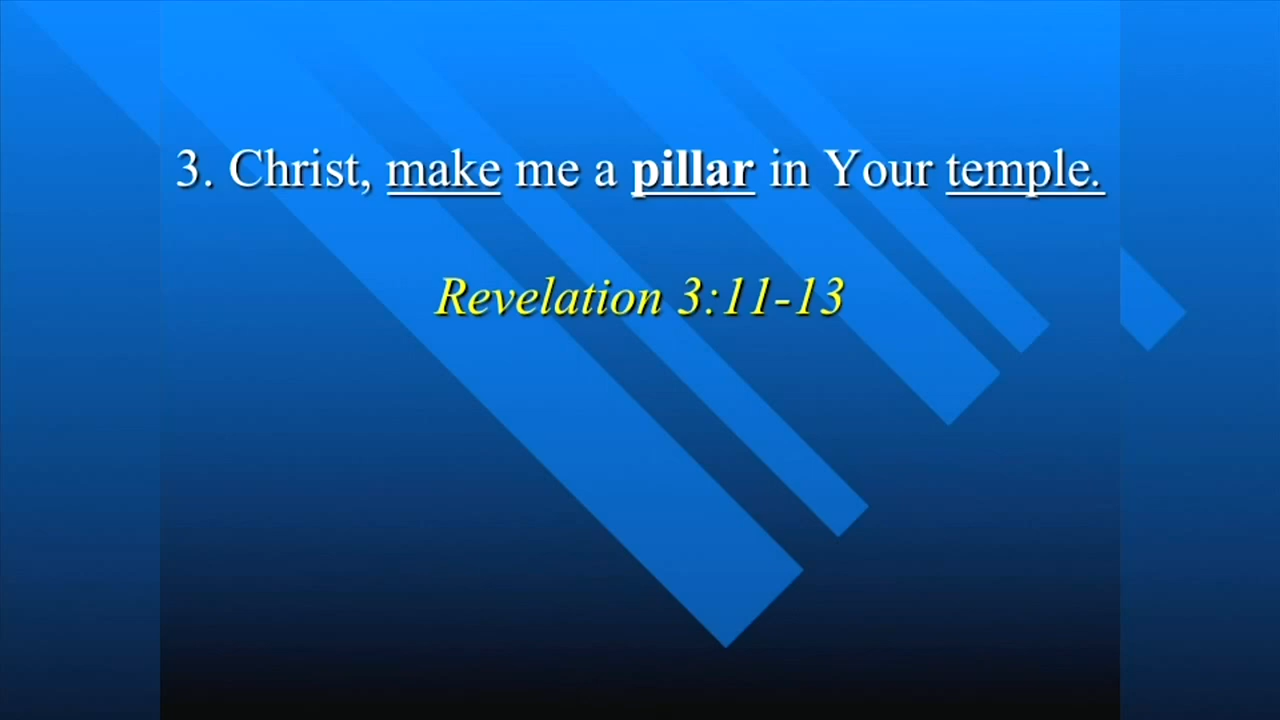 3. Christ, make me a pillar in Your temple.
Revelation 3:11-13